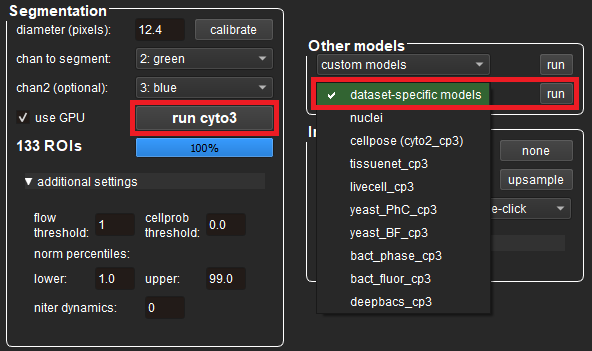 Segmentation
diameter (pixels): 12.4 calibrate
chan to segment: 2: green
chan2 (optional): 3: blue
use GPU run cyto3
133 ROIs 100%
additional settings
flow threshold: 1 cellprob threshold: 0.0
norm percentiles:
lower: 1.0 upper: 99.0
niter dynamics: 0
Other models
custom models run
dataset-specific models run
nuclei
cellpose (cyto2_cp3)
tissuenet_cp3
livecell_cp3
yeast_PhC_cp3
yeast_BF_cp3
bact_phase_cp3
bact_fluor_cp3
deepbacs_cp3
none
upsample
e-click